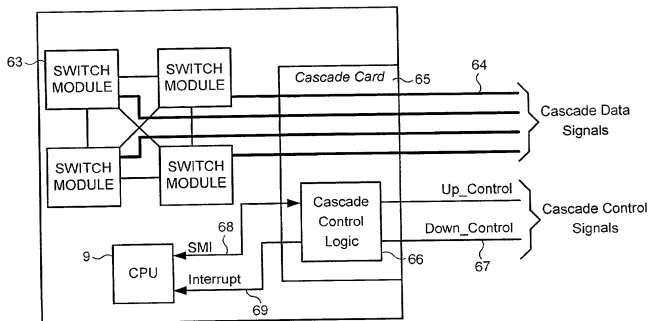 63
SWITCH
MODULE
SWITCH
MODULE
Cascade Card
65
64
Cascade Data
Signals
SWITCH
MODULE
SWITCH
MODULE
Cascade
Control
Logic
66
Up_Control
Down_Control
67
Cascade Control
Signals
68
SMI
9
CPU
Interrupt
69